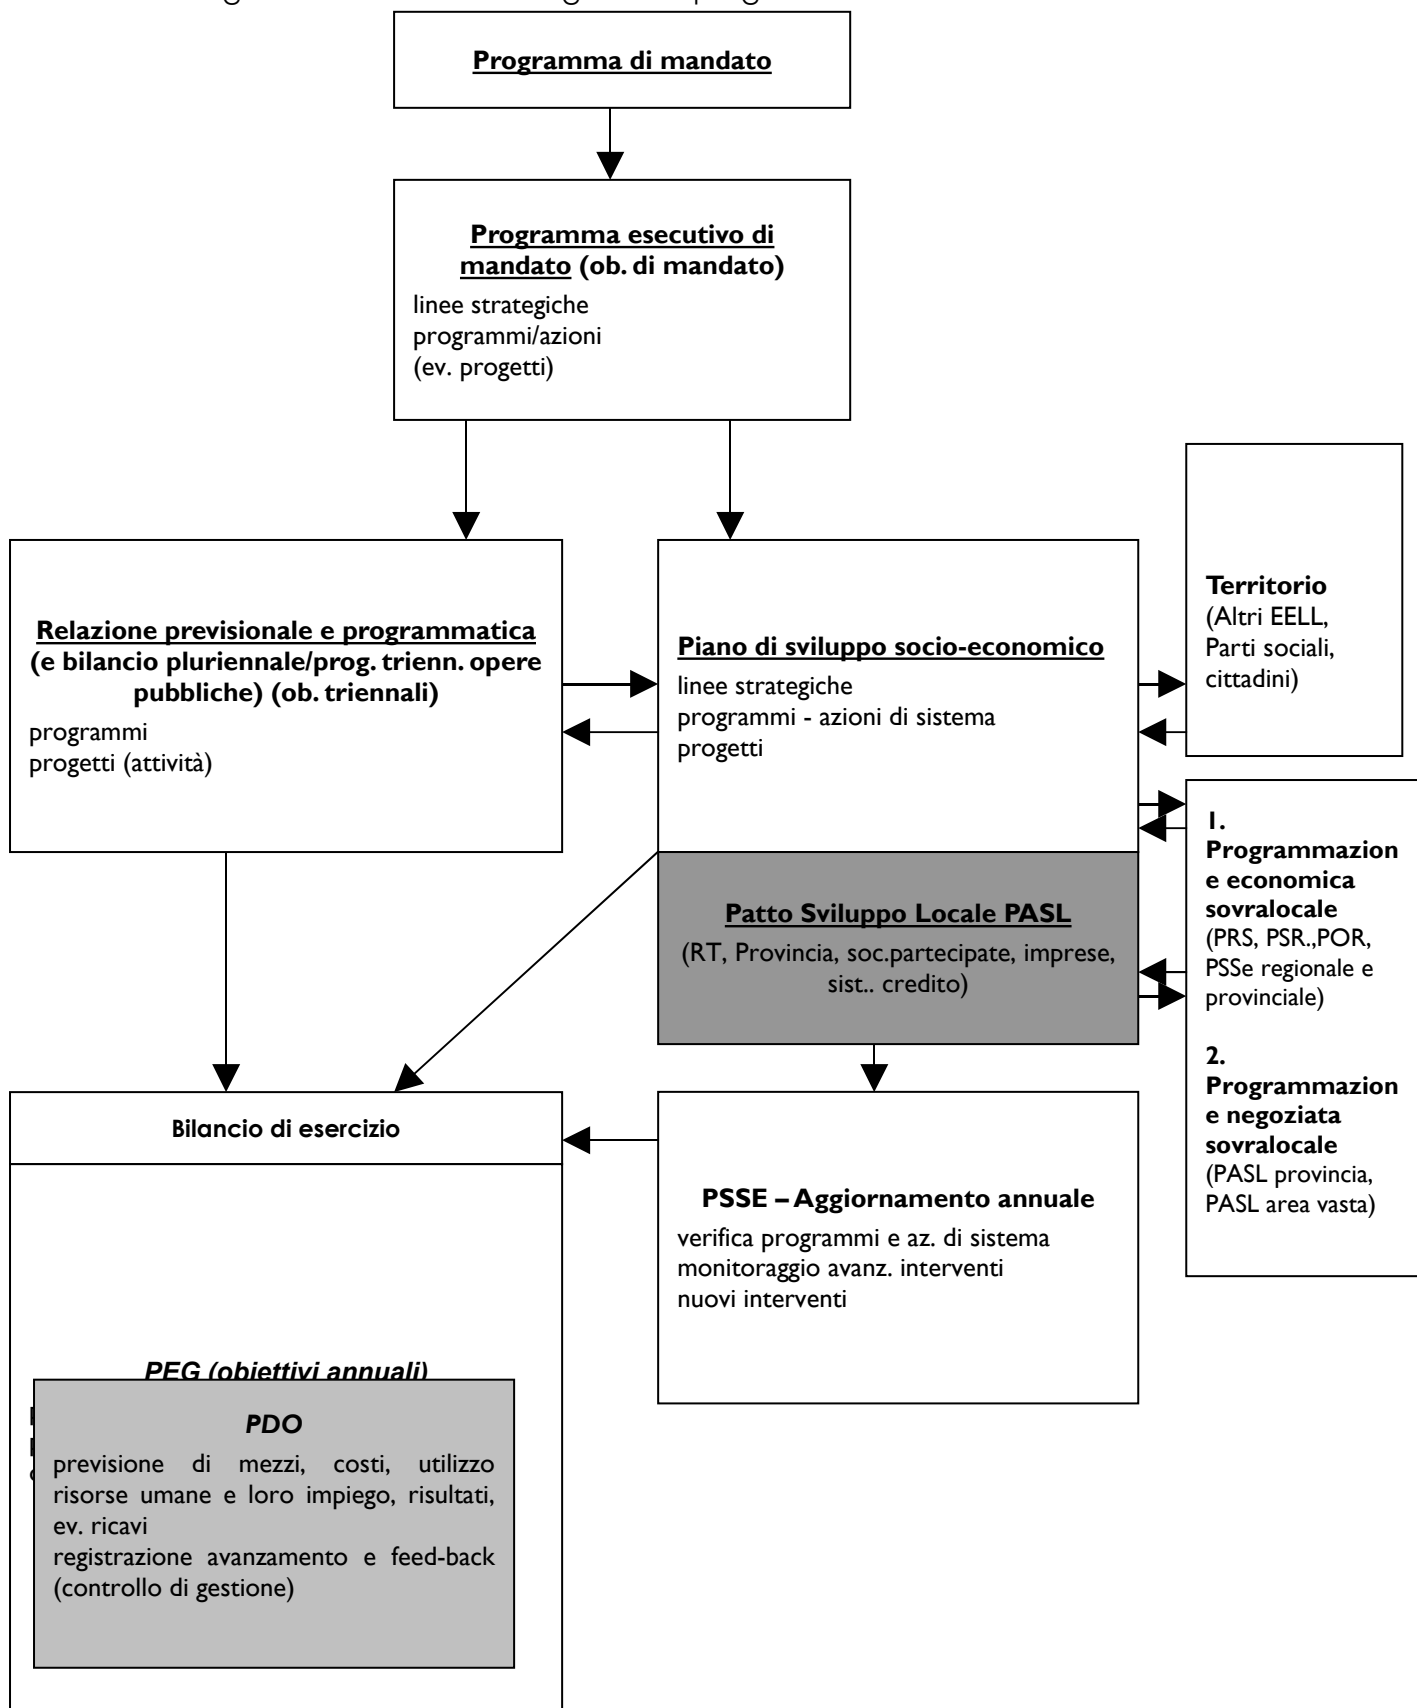 Programma di mandato
Programma esecutivo di
mandato (ob. di mandato)
linee strategiche
programmi/azioni
(ev. progetti)
Relazione previsionale e programmatica
(e bilancio pluriennale/prog. trienn. opere
pubbliche) (ob. triennali)
programmi
progetti (attività)
Piano di sviluppo socio-economico
linee strategiche
programmi - azioni di sistema
progetti
Territorio
(Altri EELL,
Parti sociali,
cittadini)
Patto Sviluppo Locale PASL
(RT, Provincia, soc.partecipate, imprese,
sist.. credito)
1.
Programmazion
e economica
sovralocale
(PRS, PSR.,POR,
PSSe regionale e
provinciale)
2.
Programmazion
e negoziata
sovralocale
(PASL provincia,
PASL area vasta)
Bilancio di esercizio
PSSE – Aggiornamento annuale
verifica programmi e az. di sistema
monitoraggio avanz. interventi
nuovi interventi
PEG (obiettivi annuali)
PDO
previsione di mezzi, costi, utilizzo
risorse umane e loro impiego, risultati,
ev. ricavi
registrazione avanzamento e feed-back
(controllo di gestione)